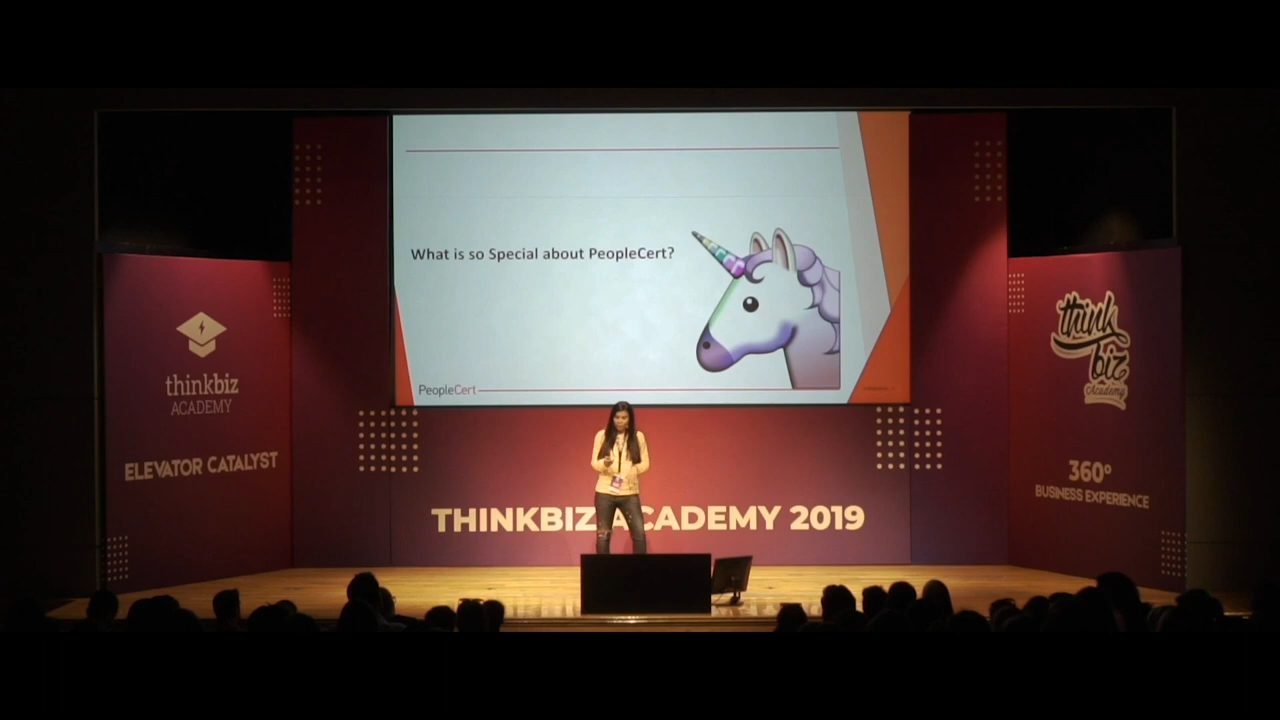 What is so Special about PeopleCert?
PeopleCert
thinkbiz
ACADEMY
ELEVATOR CATALYST
THINKBIZ ACADEMY 2019
think
biz
Academy
360°
BUSINESS EXPERIENCE